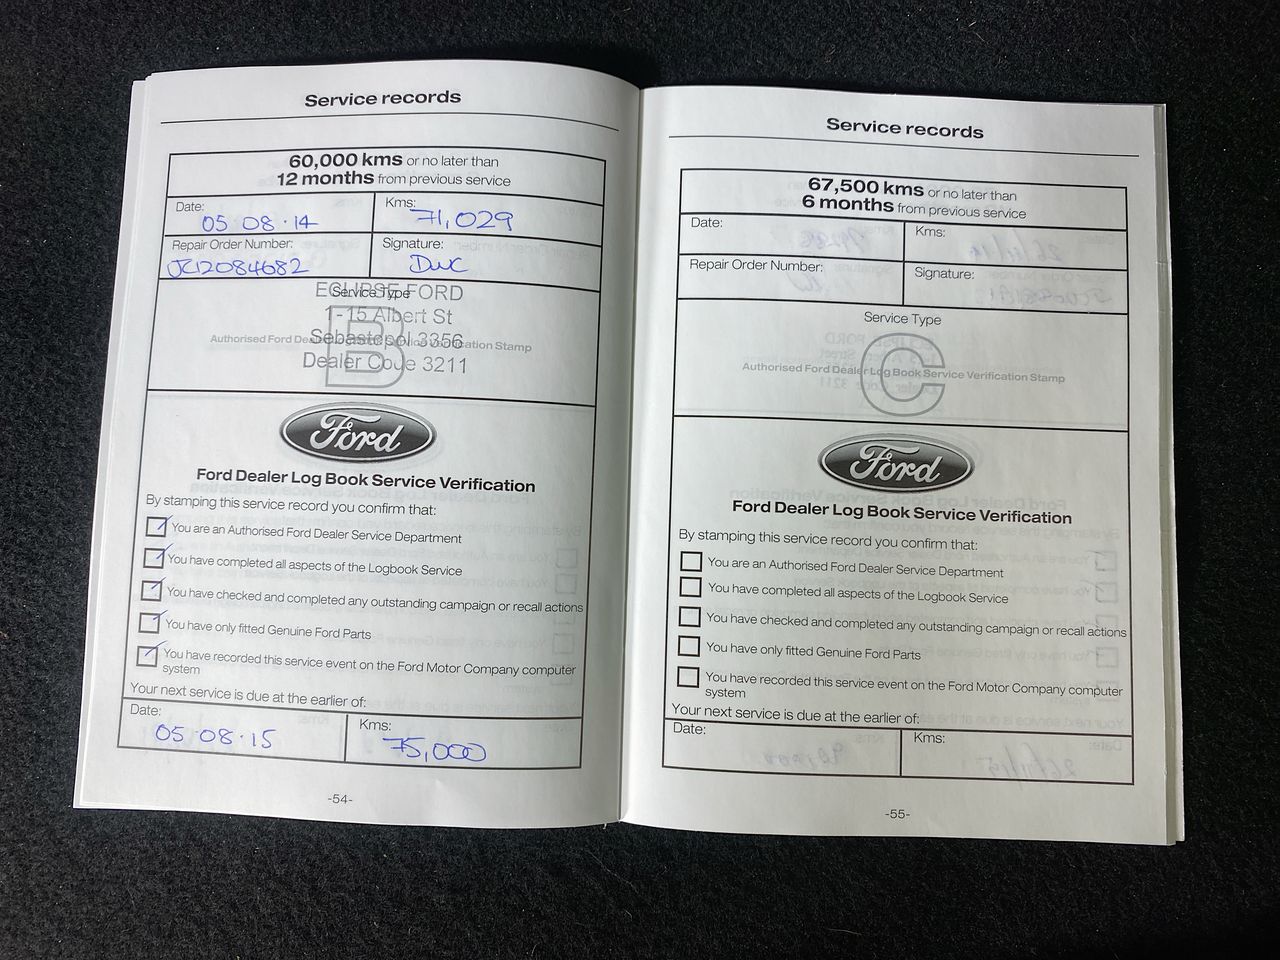 Service records
60,000 kms or no later than
12 months from previous service
Date:
05·08·14
Kms:
71,029
Repair Order Number:
JC12084682
Signature:
DWC
Service Type
B
ECLIPSE FORD
1-15 Albert St
Sebastopol 3356
Dealer Code 3211
Authorised Ford Dealer Log Book Service Verification Stamp
Ford
Ford Dealer Log Book Service Verification
By stamping this service record you confirm that:
You are an Authorised Ford Dealer Service Department
You have completed all aspects of the Logbook Service
You have checked and completed any outstanding campaign or recall actions
You have only fitted Genuine Ford Parts
You have recorded this service event on the Ford Motor Company computer
system
Your next service is due at the earlier of:
Date:
05·08·15
Kms:
75,000
-54-
Service records
67,500 kms or no later than
6 months from previous service
Date:
Kms:
Repair Order Number:
Signature:
Service Type
C
Authorised Ford Dealer Log Book Service Verification Stamp
Ford
Ford Dealer Log Book Service Verification
By stamping this service record you confirm that:
You are an Authorised Ford Dealer Service Department
You have completed all aspects of the Logbook Service
You have checked and completed any outstanding campaign or recall actions
You have only fitted Genuine Ford Parts
You have recorded this service event on the Ford Motor Company computer
system
Your next service is due at the earlier of:
Date:
Kms:
-55-